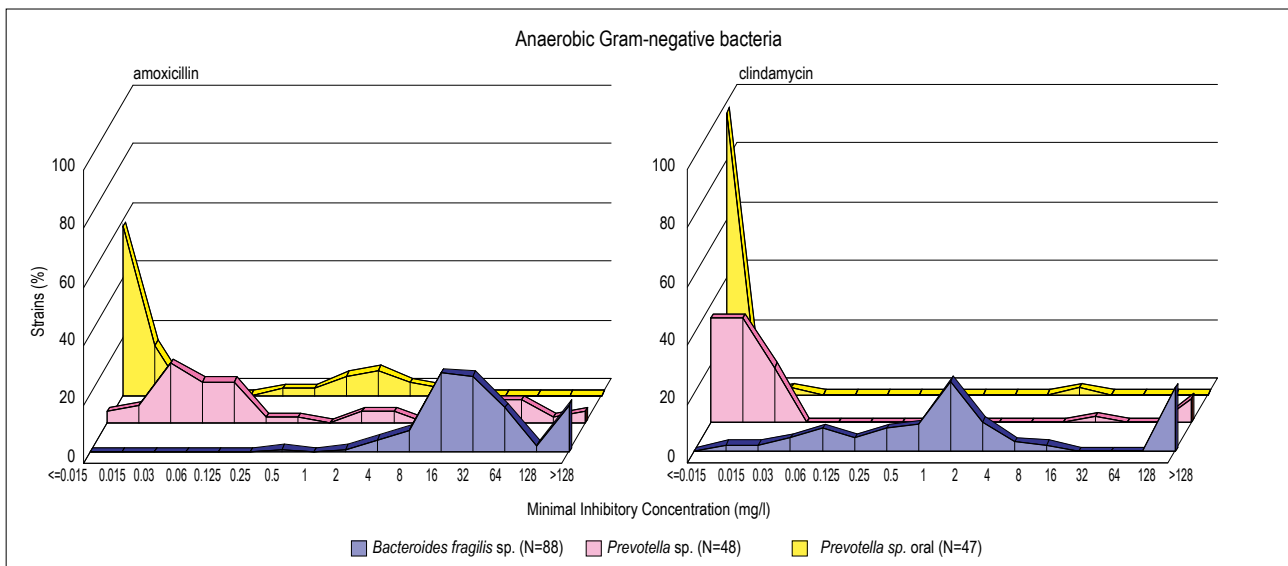 Anaerobic Gram-negative bacteria
amoxicillin
clindamycin
Strains (%)
100
80
60
40
20
0
<=0.015 0.015 0.03 0.06 0.125 0.25 0.5 1 2 4 8 16 32 64 128 >128
100
80
60
40
20
0
<=0.015 0.015 0.03 0.06 0.125 0.25 0.5 1 2 4 8 16 32 64 128 >128
Minimal Inhibitory Concentration (mg/l)
Bacteroides fragilis sp. (N=88) Prevotella sp. (N=48) Prevotella sp. oral (N=47)